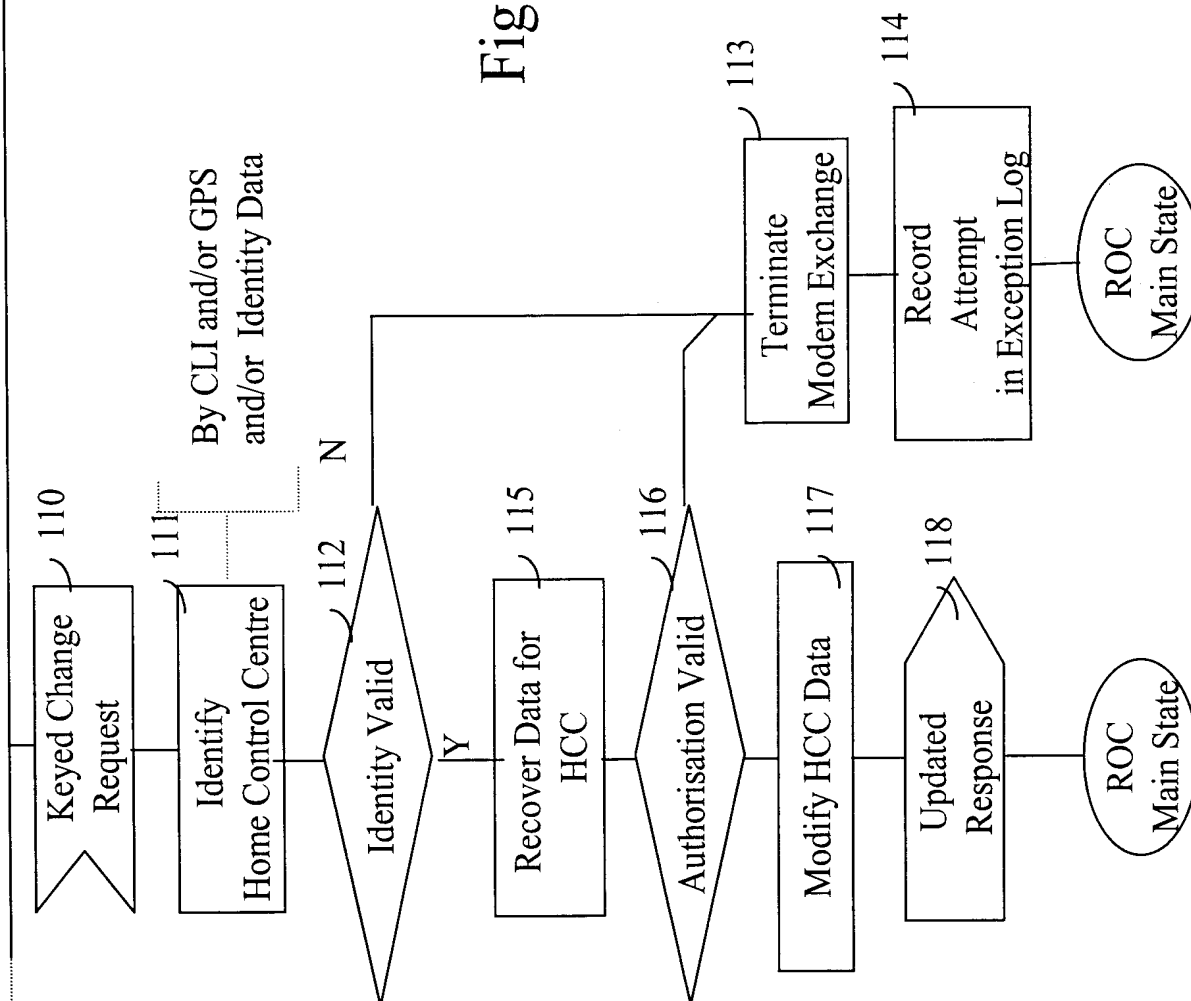 Keyed Change
Request
110
Identify
Home Control Centre
111
By CLI and/or GPS
and/or Identity Data
Identity Valid
112
N
Y
Recover Data for
HCC
115
Authorisation Valid
116
Modify HCC Data
117
Updated
Response
118
ROC
Main State
Terminate
Modem Exchange
113
Record
Attempt
in Exception Log
114
ROC
Main State
Fig